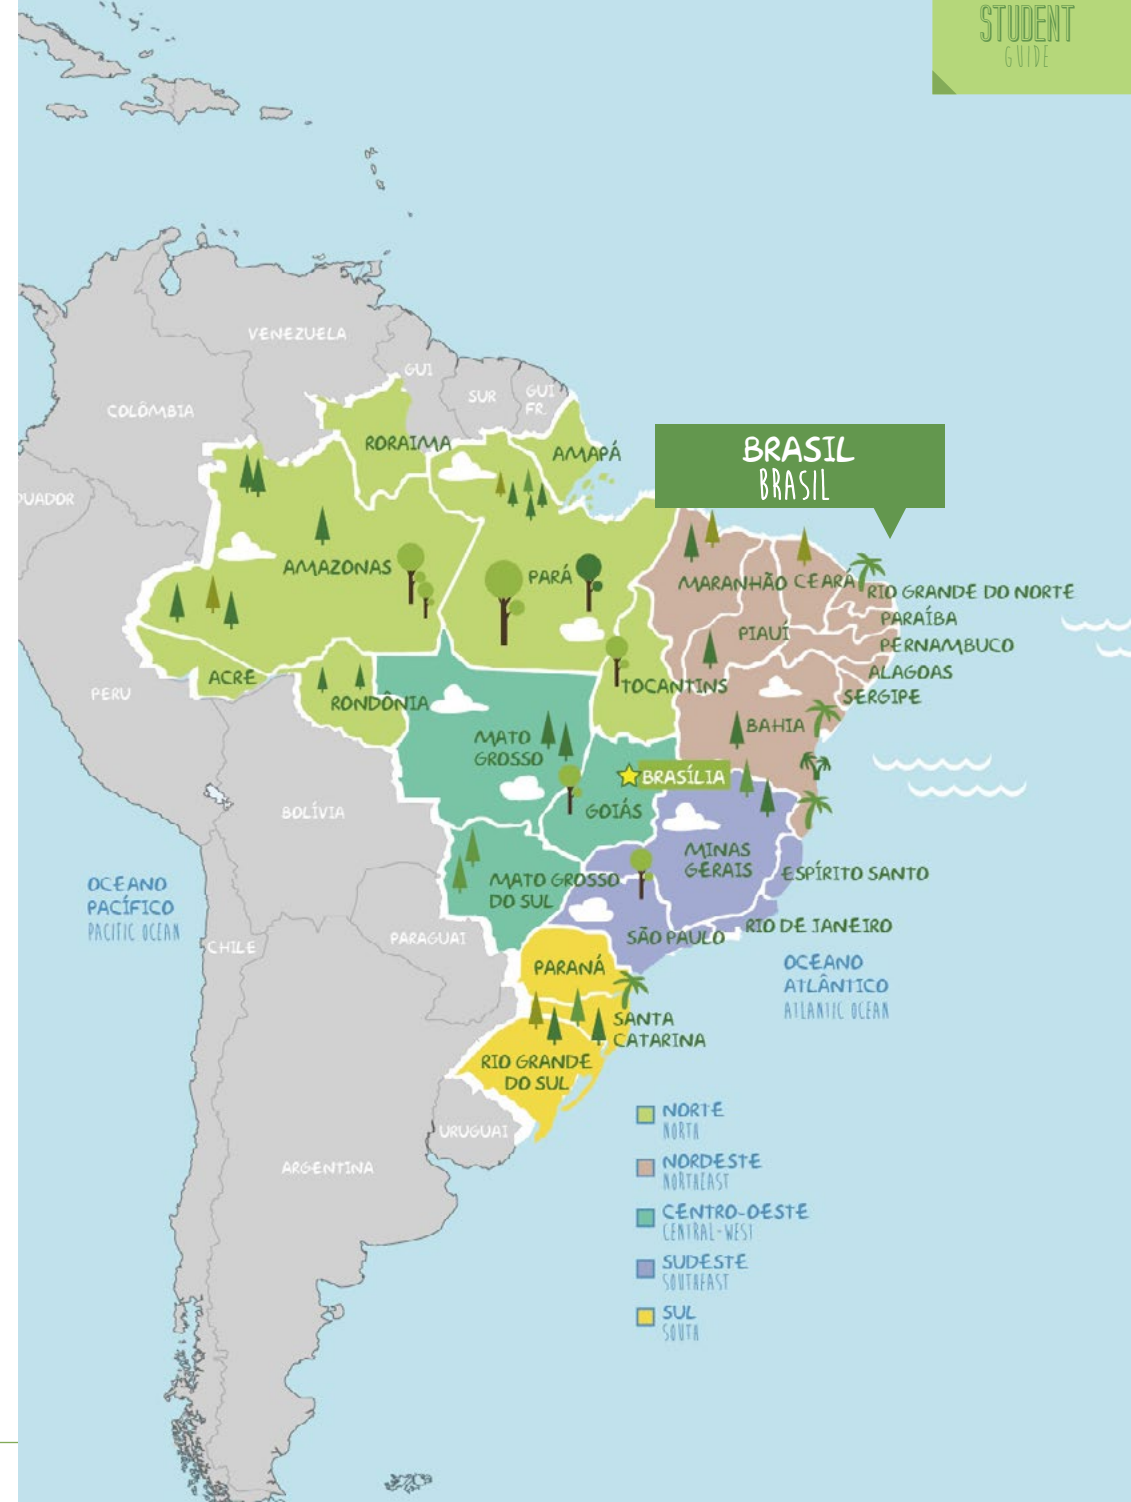 STUDENT
GUIDE
VENEZUELA
GUI
SUR
GUI
FR.
COLÔMBIA
RORAIMA
AMAPÁ
BRASIL
BRASIL
UADOR
AMAZONAS
PARÁ
MARANHÃO
CEARÁ
RIO GRANDE DO NORTE
PARAÍBA
PIAUÍ
PERNAMBUCO
ALAGOAS
ACRE
TOCANTINS
SERGIPE
PERU
RONDÔNIA
BAHIA
MATO
GROSSO
BRASÍLIA
BOLÍVIA
GOIÁS
MINAS
GERAIS
ESPÍRITO SANTO
OCEANO
PACÍFICO
PACITIC OCEAN
MATO GROSSO
DO SUL
RIO DE JANEIRO
CHILE
PARAGUAI
SÃO PAULO
PARANÁ
OCEANO
ATLÂNTICO
ATLANTIC OCEAN
SANTA
CATARINA
RIO GRANDE
DO SUL
URUGUAI
ARGENTINA
NORTE
NORTH
NORDESTE
NORTHEAST
CENTRO-OESTE
CENTRAL-WEST
SUDESTE
SOUTHEAST
SUL
SOUTH